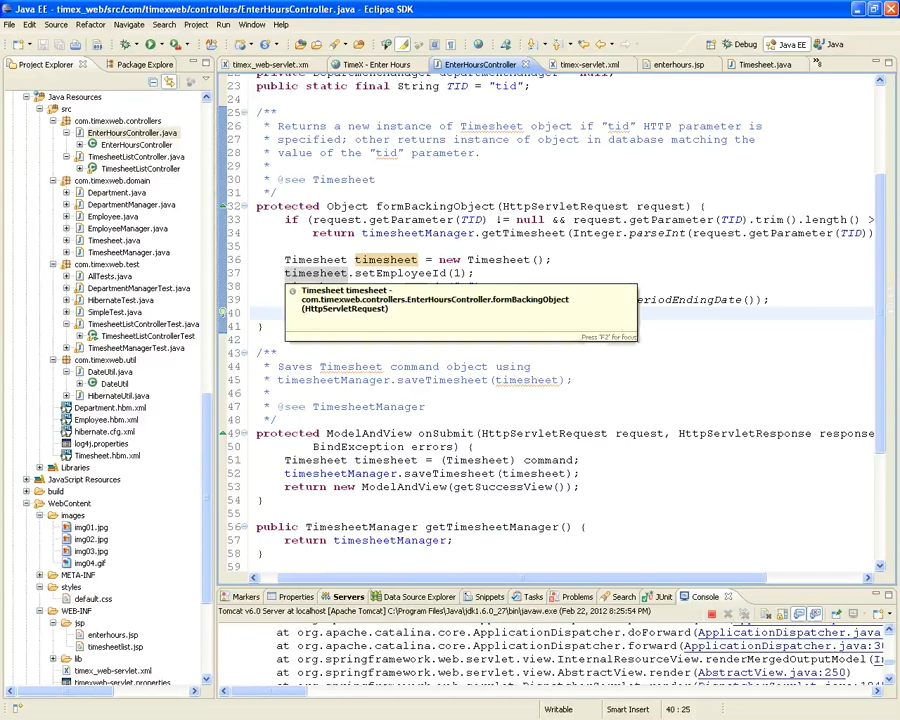 Java EE - timex_web/src/com/timexweb/controllers/EnterHoursController.java - Eclipse SDK
File Edit Source Refactor Navigate Search Project Run Window Help
Debug Java EE Java
Project Explorer Package Explorer
timex_web-servlet.xm TimeX - Enter Hours EnterHoursController timex-servlet.xml enterhours.jsp Timesheet.java
Java Resources
src
com.timexweb.controllers
EnterHoursController.java
EnterHoursController
TimesheetListController.java
TimesheetListController
com.timexweb.domain
Department.java
DepartmentManager.java
Employee.java
EmployeeManager.java
Timesheet.java
TimesheetManager.java
com.timexweb.test
AllTests.java
DepartmentManagerTest.java
HibernateTest.java
SimpleTest.java
TimesheetListControllerTest.java
TimesheetListControllerTest
TimesheetManagerTest.java
com.timexweb.util
DateUtil.java
DateUtil
HibernateUtil.java
Department.hbm.xml
Employee.hbm.xml
hibernate.cfg.xml
log4j.properties
Timesheet.hbm.xml
Libraries
JavaScript Resources
build
WebContent
images
img01.jpg
img02.jpg
img03.jpg
img04.gif
META-INF
styles
default.css
WEB-INF
jsp
enterhours.jsp
timesheetlist.jsp
lib
timex_web-servlet.xml
timexweb-servlet.properties
23 public static final String TID = "tid";
24
25 /**
26 * Returns a new instance of Timesheet object if "tid" HTTP parameter is
27 * specified; other returns instance of object in database matching the
28 * value of the "tid" parameter.
29 *
30 * @see Timesheet
31 */
32 protected Object formBackingObject(HttpServletRequest request) {
33 if (request.getParameter(TID) != null && request.getParameter(TID).trim().length() >
34 return timesheetManager.getTimesheet(Integer.parseInt(request.getParameter(TID))
35
36 Timesheet timesheet = new Timesheet();
37 timesheet.setEmployeeId(1);
Timesheet timesheet -
com.timexweb.controllers.EnterHoursController.formBackingObject
(HttpServletRequest)
Press "F2" for focus
39 eriodEndingDate());
40
41 }
42
43 /**
44 * Saves Timesheet command object using
45 * timesheetManager.saveTimesheet(timesheet);
46 *
47 * @see TimesheetManager
48 */
49 protected ModelAndView onSubmit(HttpServletRequest request, HttpServletResponse response
50 BindException errors) {
51 Timesheet timesheet = (Timesheet) command;
52 timesheetManager.saveTimesheet(timesheet);
53 return new ModelAndView(getSuccessView());
54 }
55
56 public TimesheetManager getTimesheetManager() {
57 return timesheetManager;
58 }
59
Markers Properties Servers Data Source Explorer Snippets Tasks Problems Search JUnit Console
Tomcat v6.0 Server at localhost [Apache Tomcat] C:\Program Files\Java\jdk1.6.0_27\bin\javaw.exe (Feb 22, 2012 8:25:54 PM)
at org.apache.catalina.core.ApplicationDispatcher.doForward(ApplicationDispatcher.java
at org.apache.catalina.core.ApplicationDispatcher.forward(ApplicationDispatcher.java:3
at org.springframework.web.servlet.view.InternalResourceView.renderMergedOutputModel(I
at org.springframework.web.servlet.view.AbstractView.render(AbstractView.java:250)
Writable Smart Insert 40 : 25